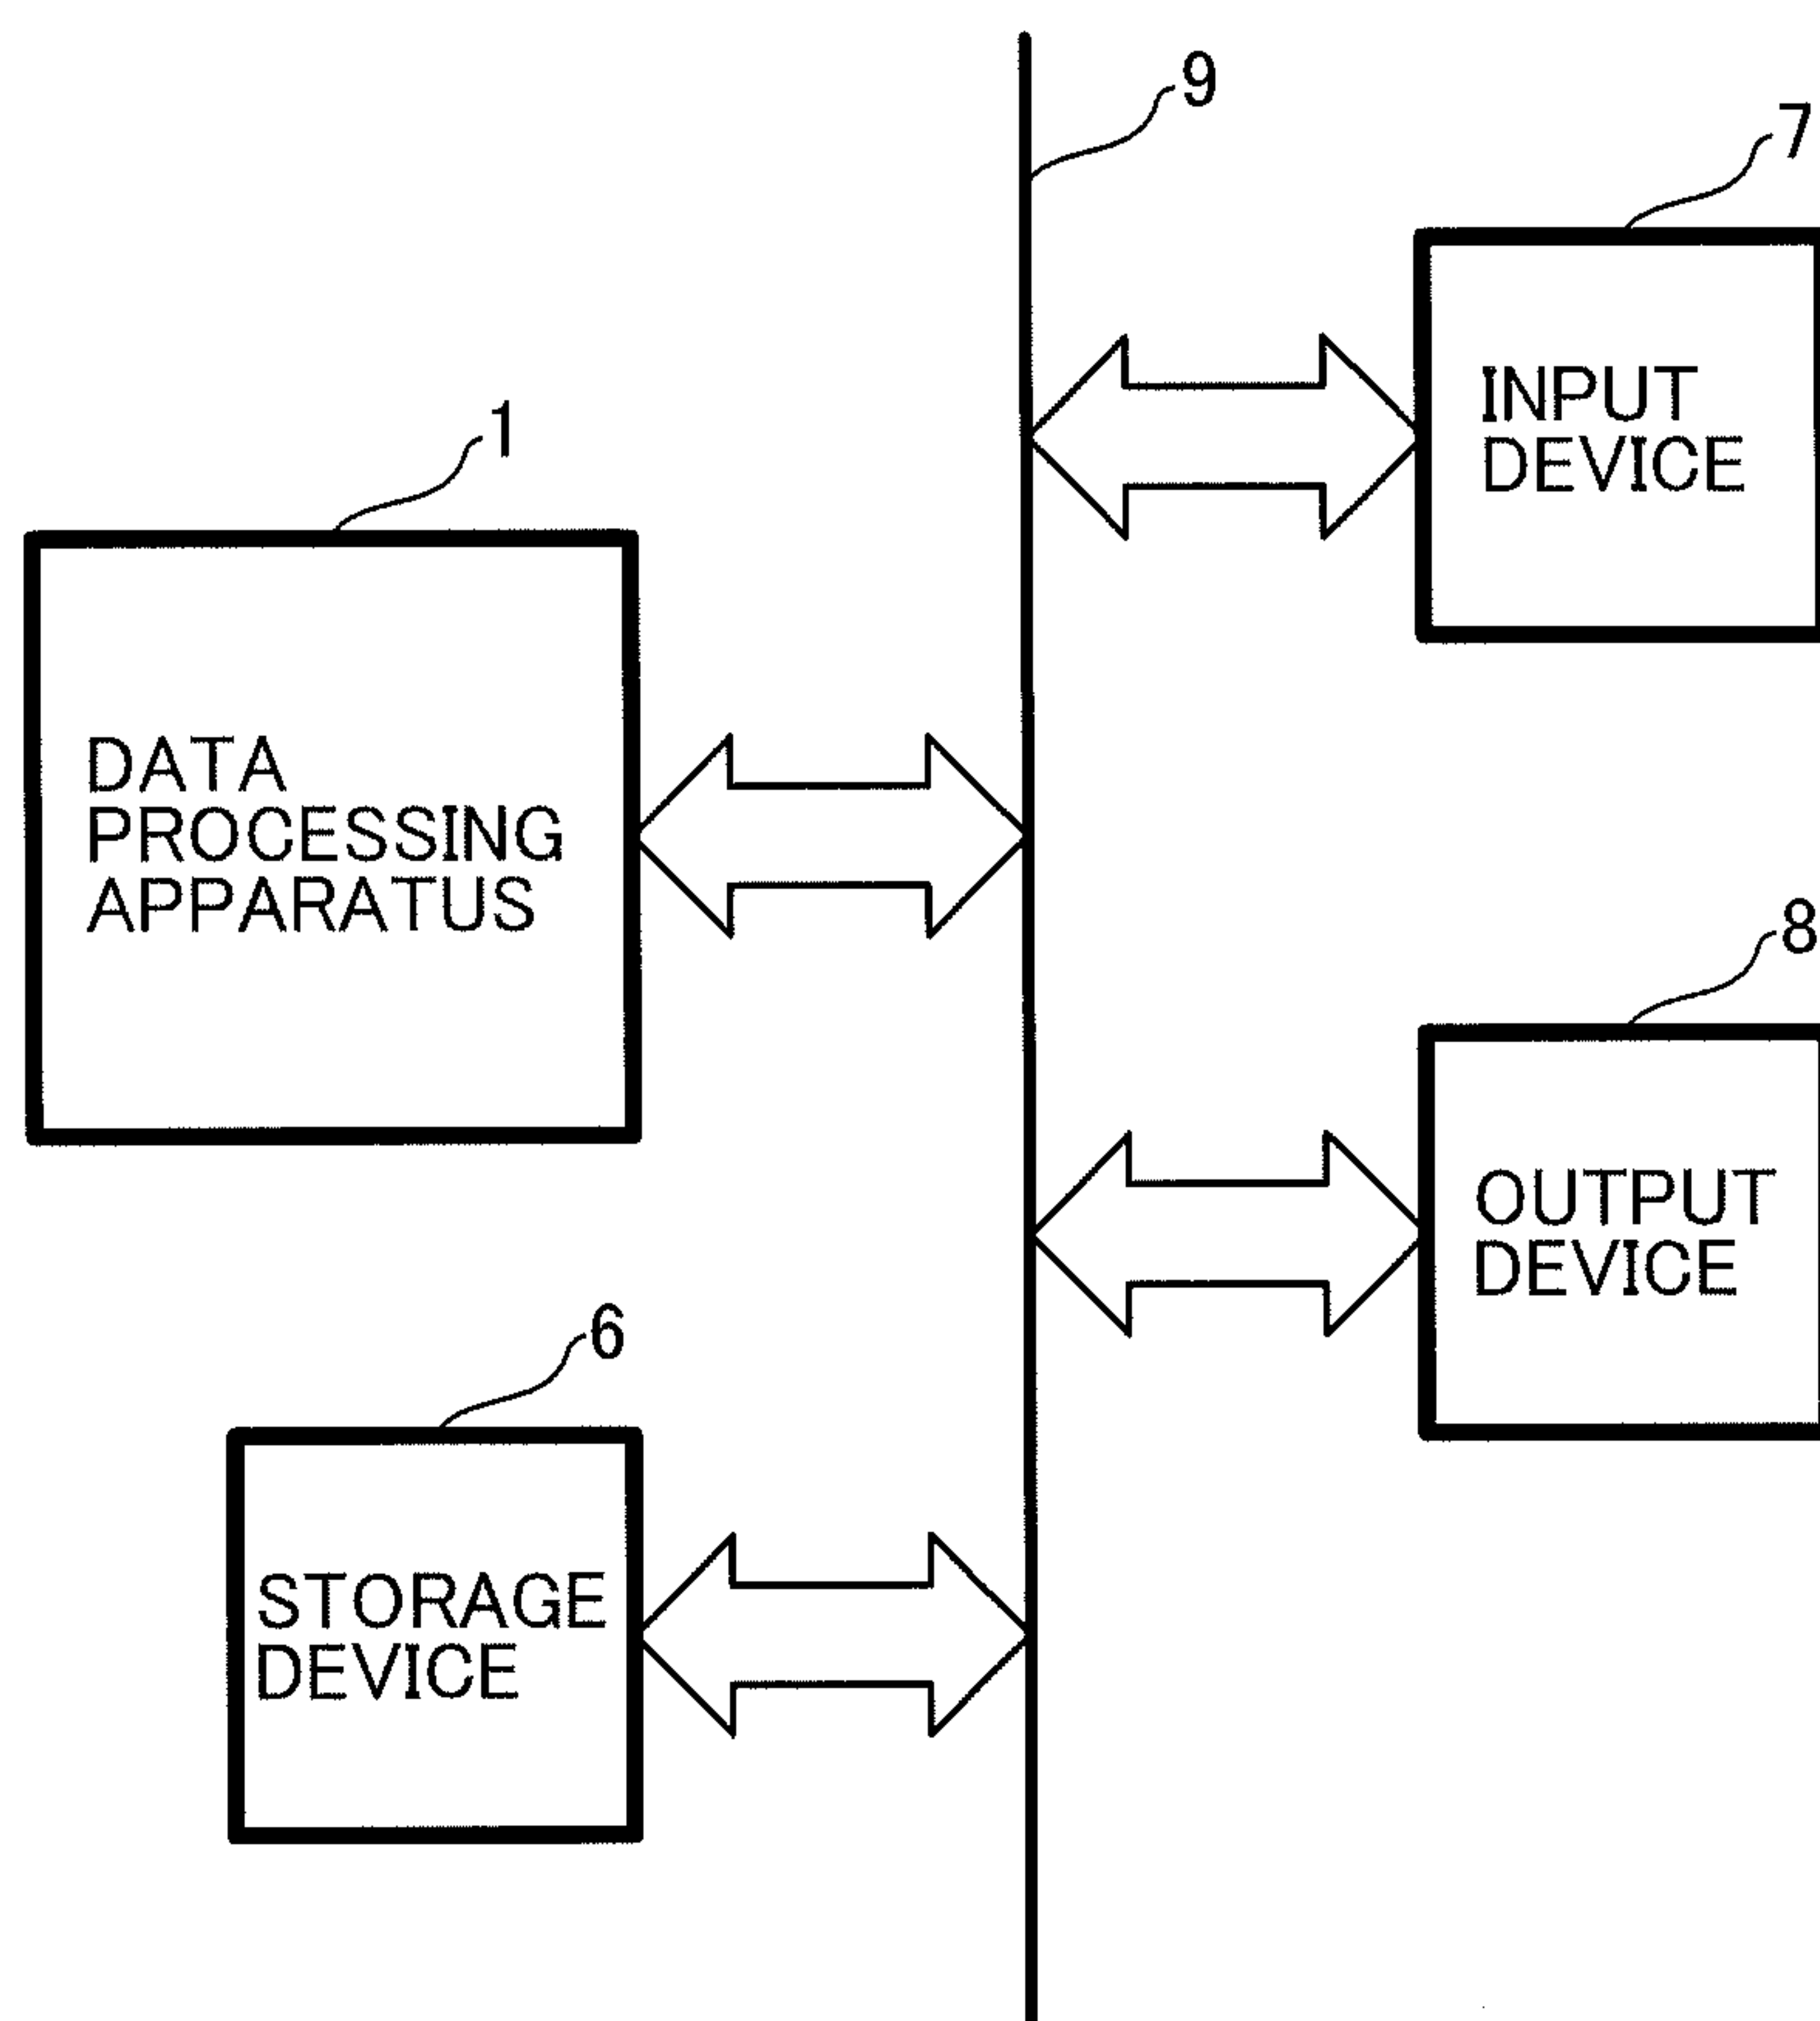 9
7
INPUT
DEVICE
1
DATA
PROCESSING
APPARATUS
8
OUTPUT
DEVICE
6
STORAGE
DEVICE